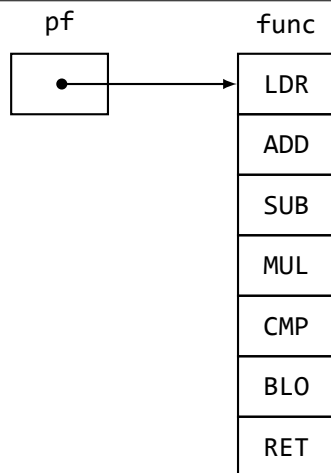 pf
func
LDR
ADD
SUB
MUL
CMP
BLO
RET